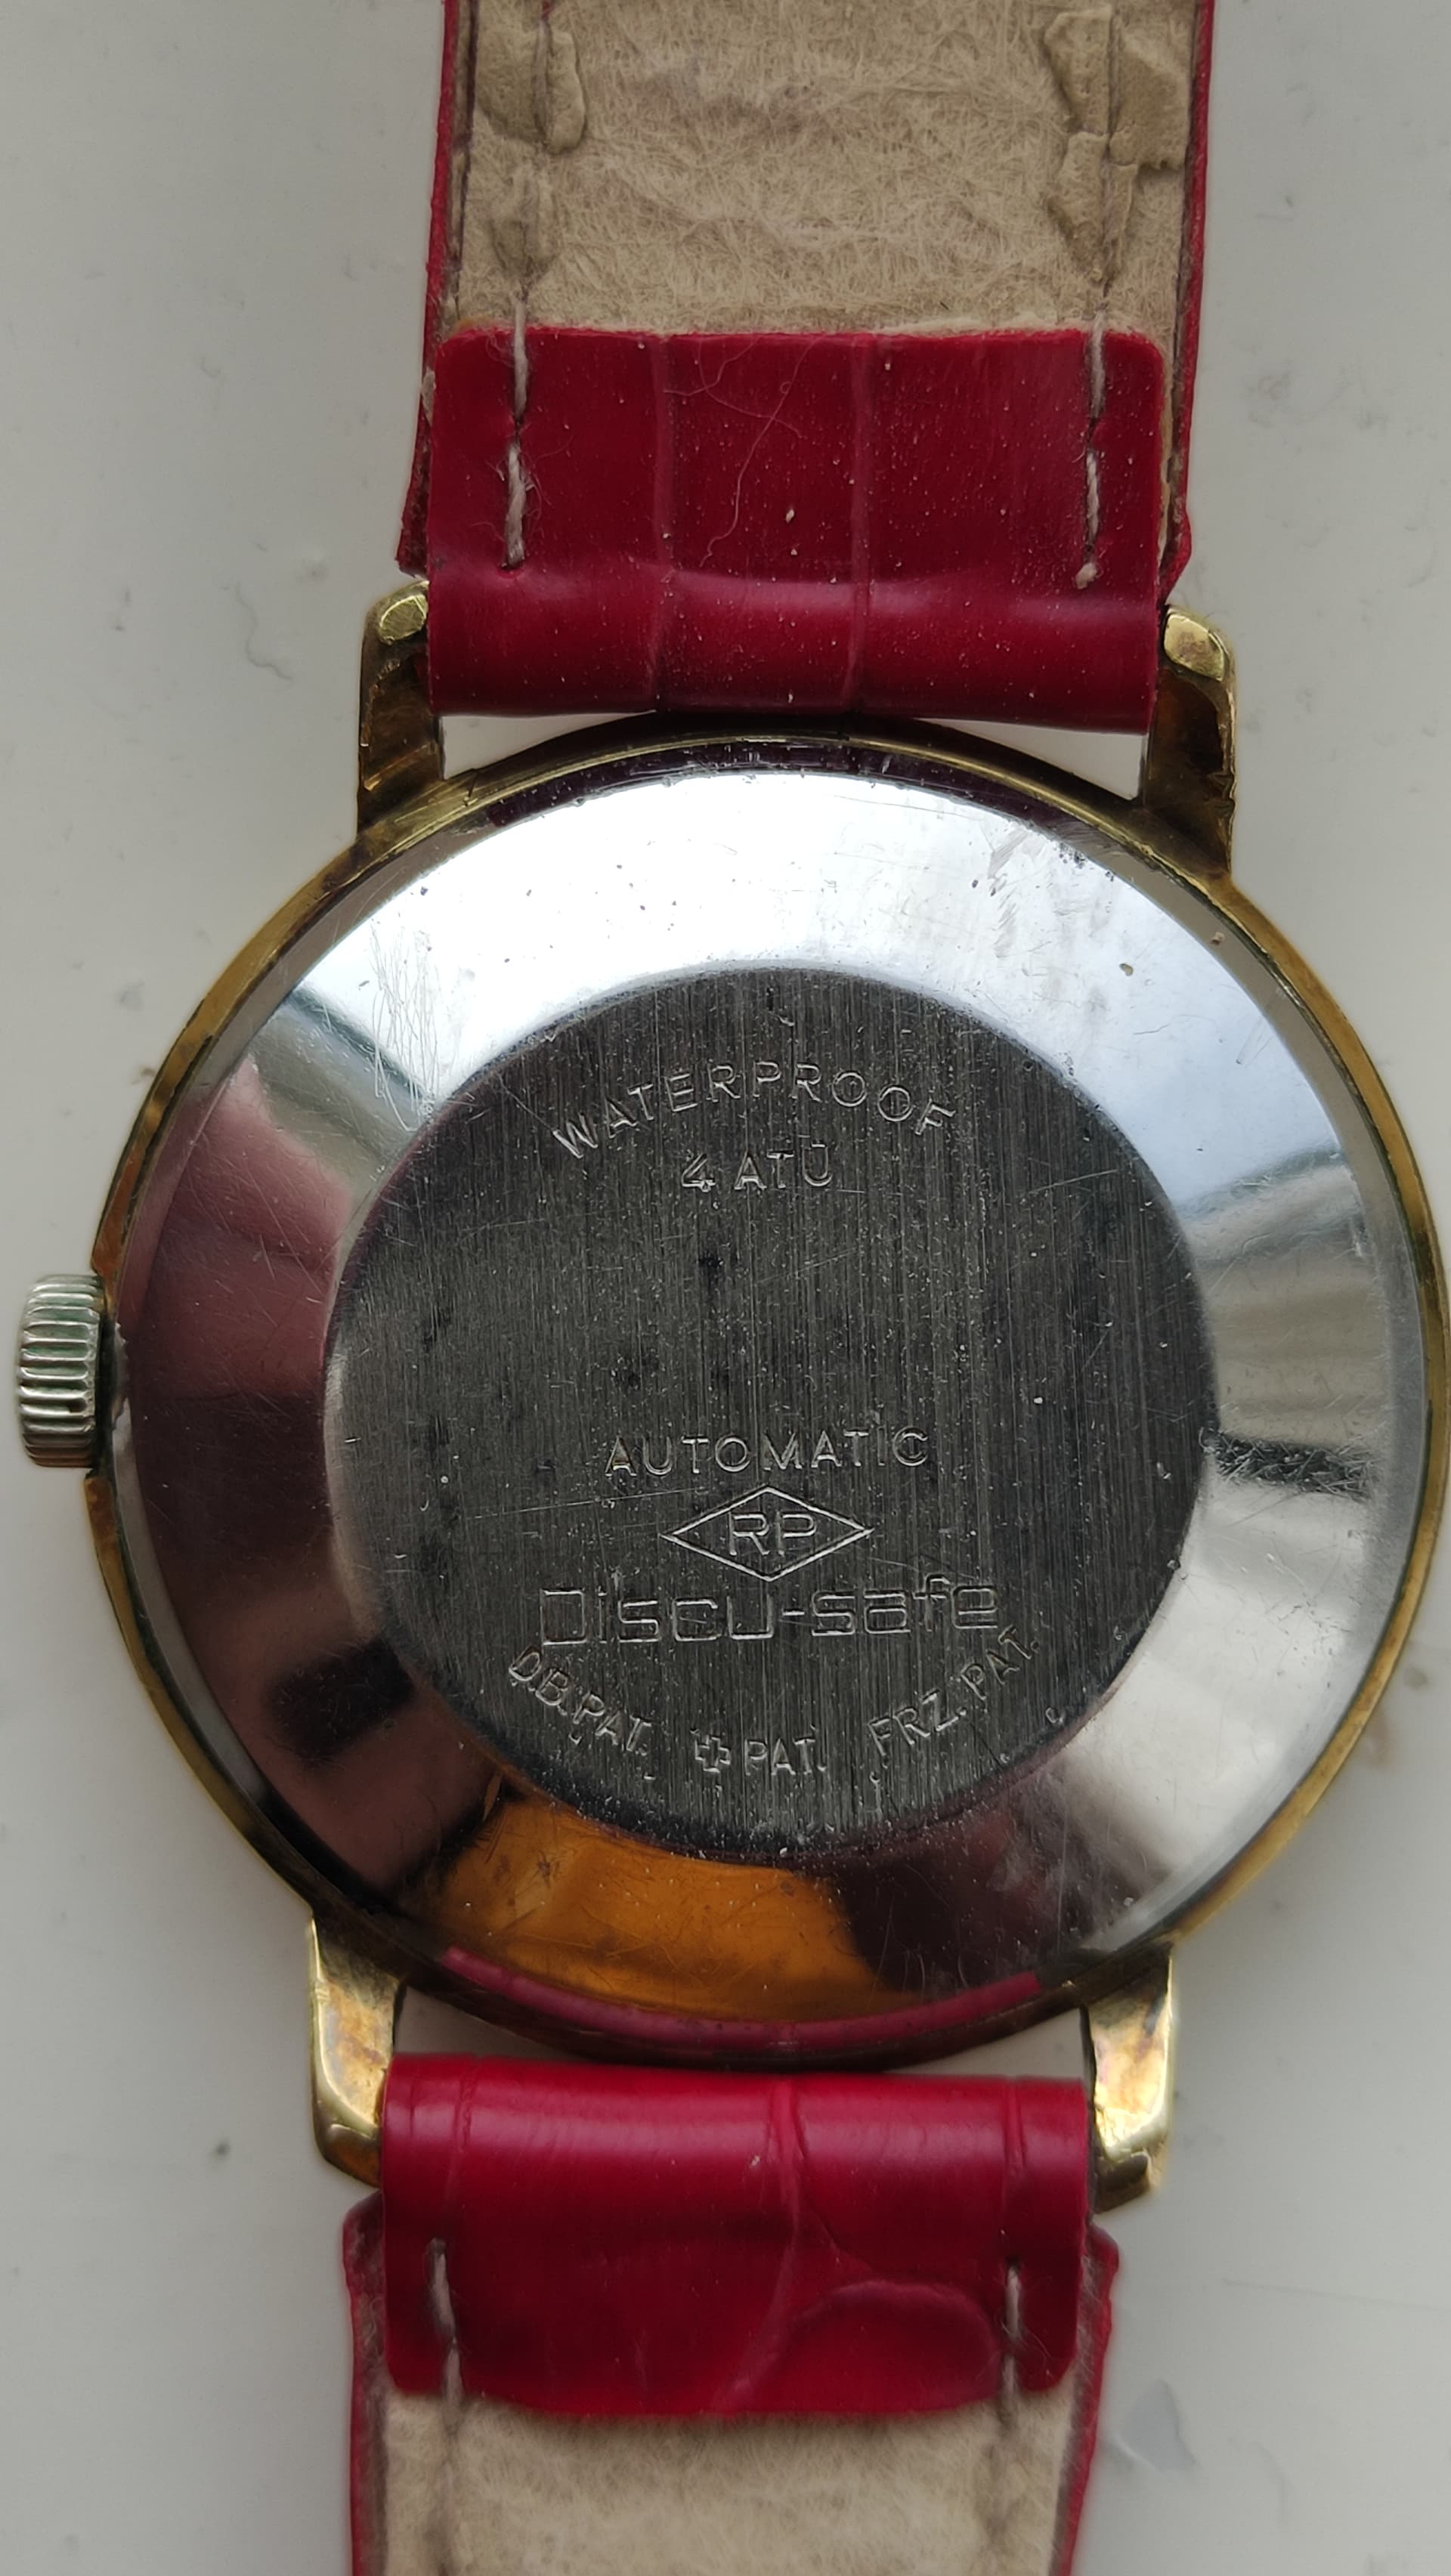 WATERPROOF
4 ATÜ
AUTOMATIC
RP
Discu-safe
D.B.PAT. ✚ PAT. FRZ.PAT.